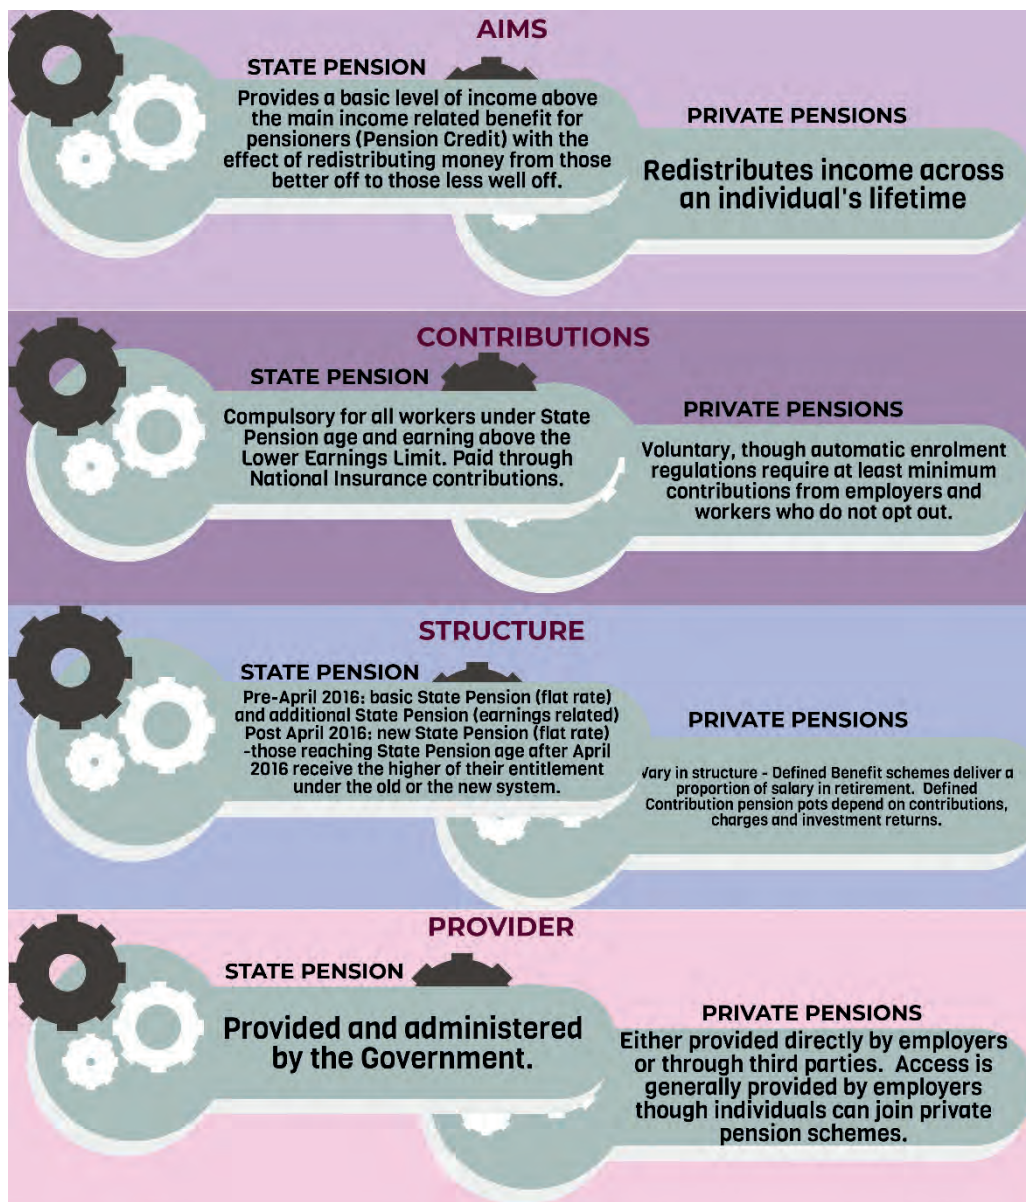 AIMS
STATE PENSION
Provides a basic level of income above
the main income related benefit for
pensioners (Pension Credit) with the
effect of redistributing money from those
better off to those less well off.
PRIVATE PENSIONS
Redistributes income across
an individual's lifetime
CONTRIBUTIONS
STATE PENSION
Compulsory for all workers under State
Pension age and earning above the
Lower Earnings Limit. Paid through
National Insurance contributions.
PRIVATE PENSIONS
Voluntary, though automatic enrolment
regulations require at least minimum
contributions from employers and
workers who do not opt out.
STRUCTURE
STATE PENSION
Pre-April 2016: basic State Pension (flat rate)
and additional State Pension (earnings related)
Post April 2016: new State Pension (flat rate)
-those reaching State Pension age after April
2016 receive the higher of their entitlement
under the old or the new system.
PRIVATE PENSIONS
Vary in structure - Defined Benefit schemes deliver a
proportion of salary in retirement. Defined
Contribution pension pots depend on contributions,
charges and investment returns.
PROVIDER
STATE PENSION
Provided and administered
by the Government.
PRIVATE PENSIONS
Either provided directly by employers
or through third parties. Access is
generally provided by employers
though individuals can join private
pension schemes.